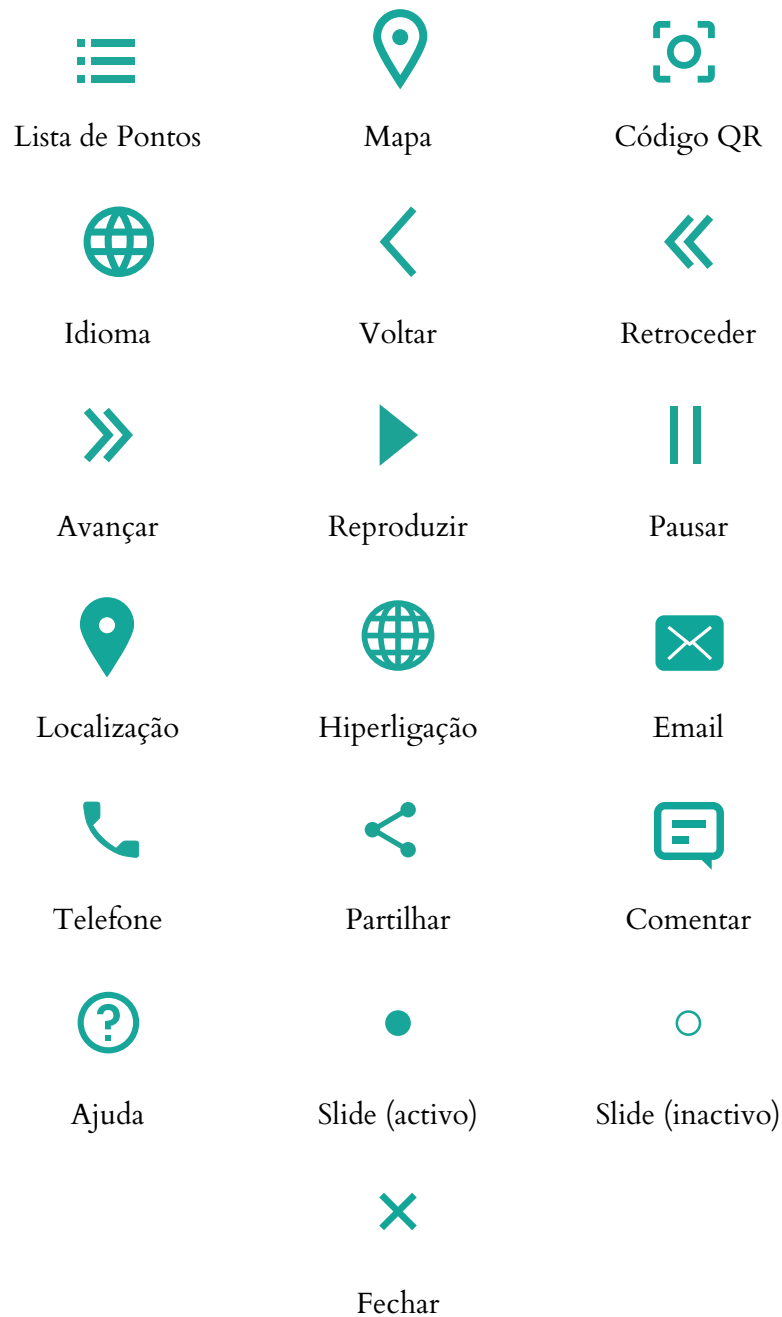 Lista de Pontos
Mapa
Código QR
Idioma
Voltar
Retroceder
Avançar
Reproduzir
Pausar
Localização
Hiperligação
Email
Telefone
Partilhar
Comentar
Ajuda
Slide (activo)
Slide (inactivo)
Fechar